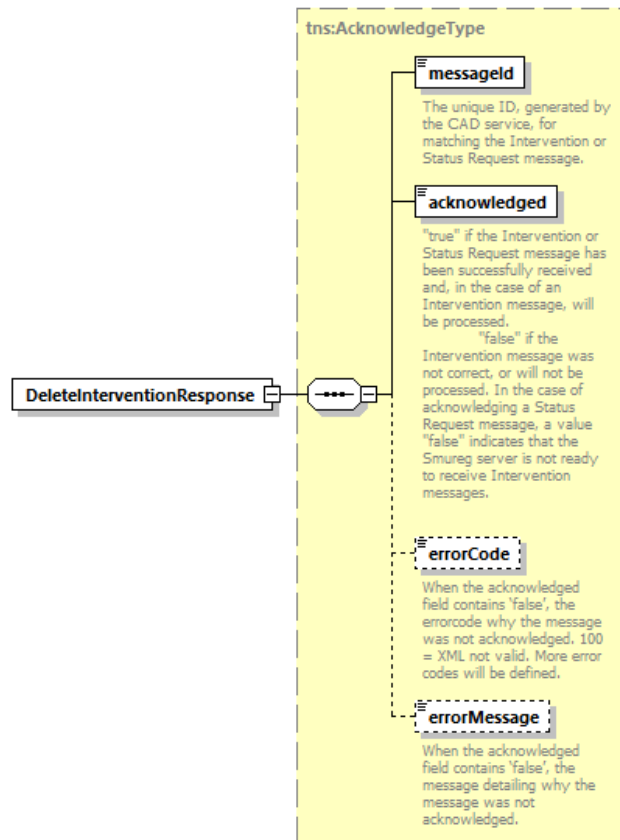 tns:AcknowledgeType
messageId
The unique ID, generated by
the CAD service, for
matching the Intervention or
Status Request message.
acknowledged
"true" if the Intervention or
Status Request message has
been successfully received
and, in the case of an
Intervention message, will
be processed.
"false" if the
Intervention message was
not correct, or will not be
processed. In the case of
acknowledging a Status
Request message, a value
"false" indicates that the
Smureg server is not ready
to receive Intervention
messages.
DeleteInterventionResponse
errorCode
When the acknowledged
field contains 'false', the
errorcode why the message
was not acknowledged. 100
= XML not valid. More error
codes will be defined.
errorMessage
When the acknowledged
field contains 'false', the
message detailing why the
message was not
acknowledged.